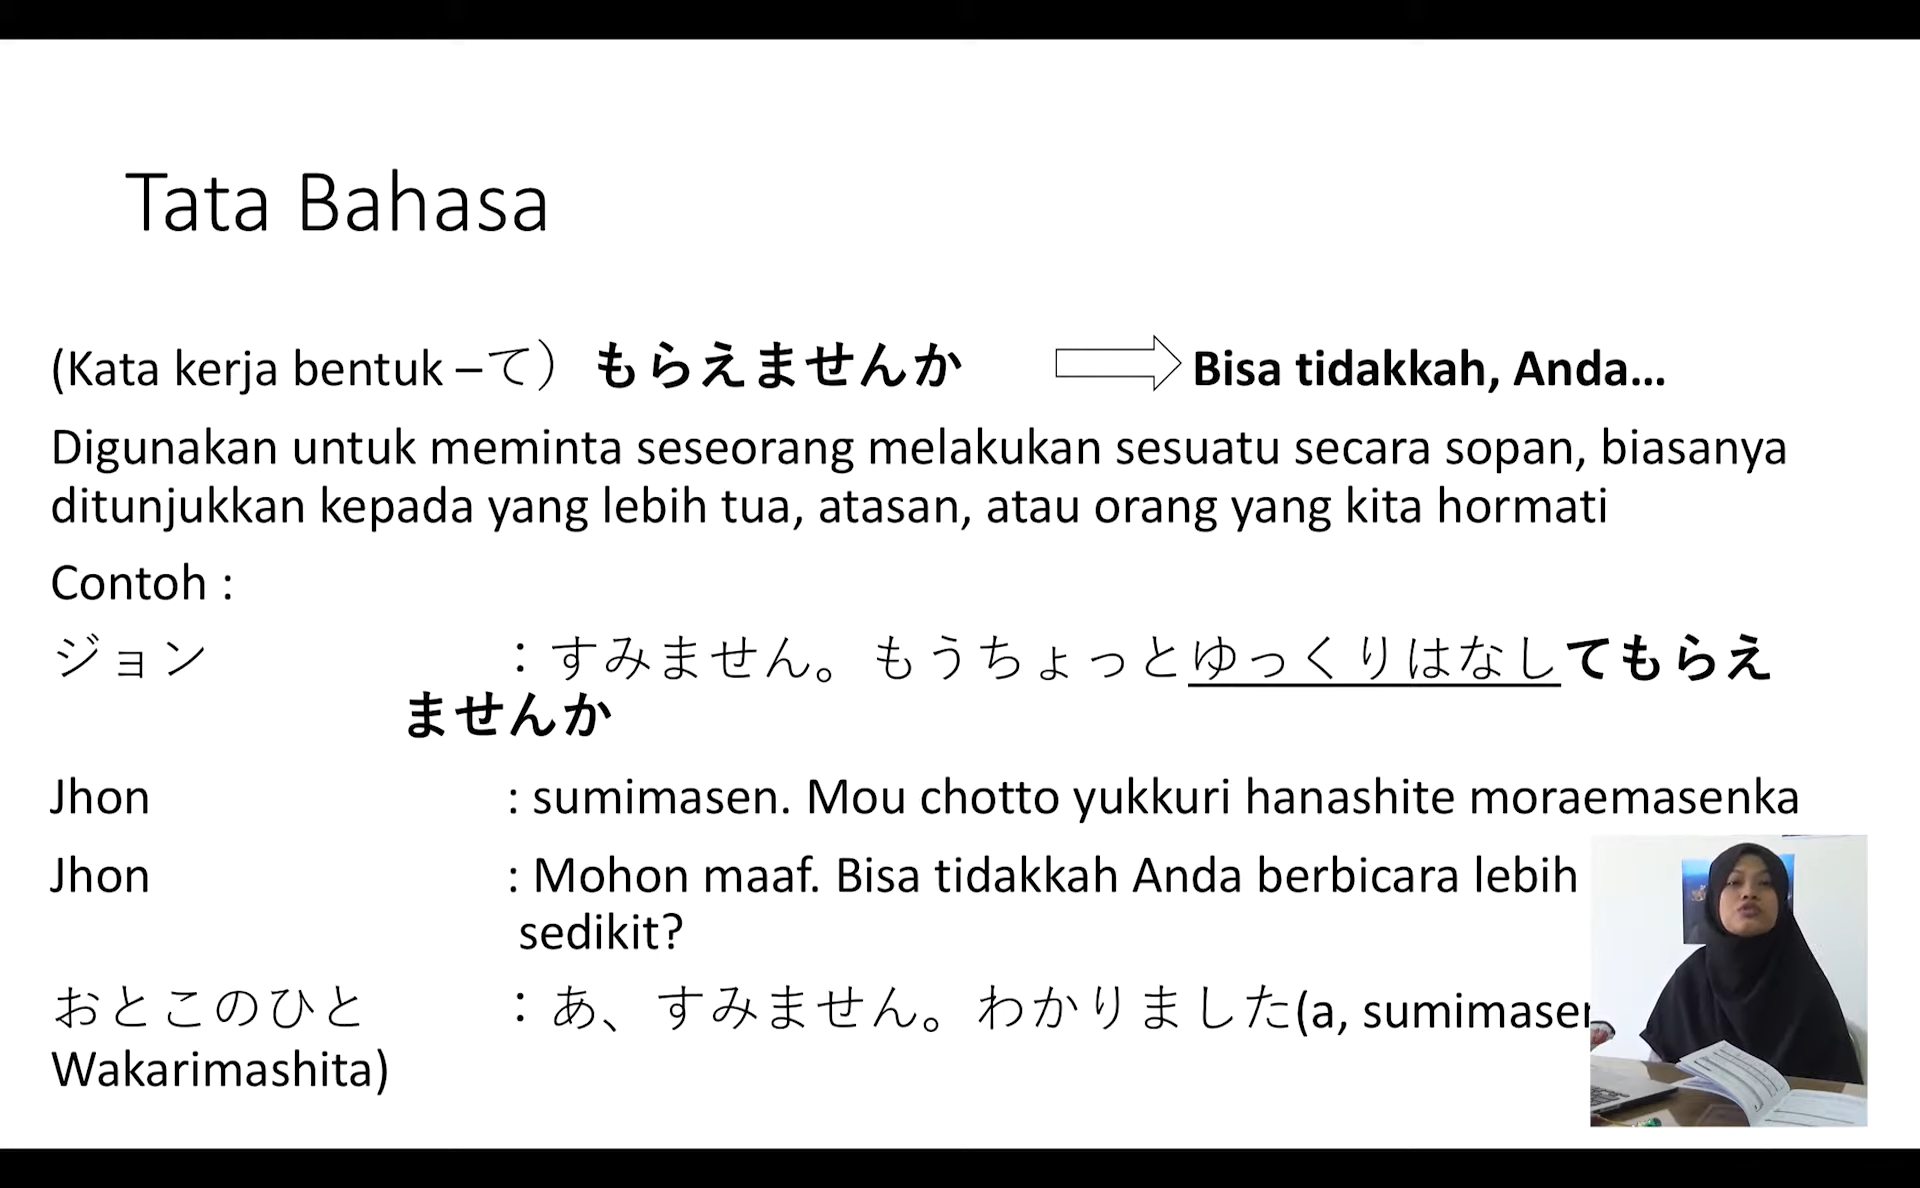 Tata Bahasa
(Kata kerja bentuk –て） もらえませんか Bisa tidakkah, Anda...
Digunakan untuk meminta seseorang melakukan sesuatu secara sopan, biasanya
ditunjukkan kepada yang lebih tua, atasan, atau orang yang kita hormati
Contoh :
ジョン ：すみません。もうちょっとゆっくりはなしてもらえ
ませんか
Jhon : sumimasen. Mou chotto yukkuri hanashite moraemasenka
Jhon : Mohon maaf. Bisa tidakkah Anda berbicara lebih
sedikit?
おとこのひと ：あ、すみません。わかりました(a, sumimasen
Wakarimashita)